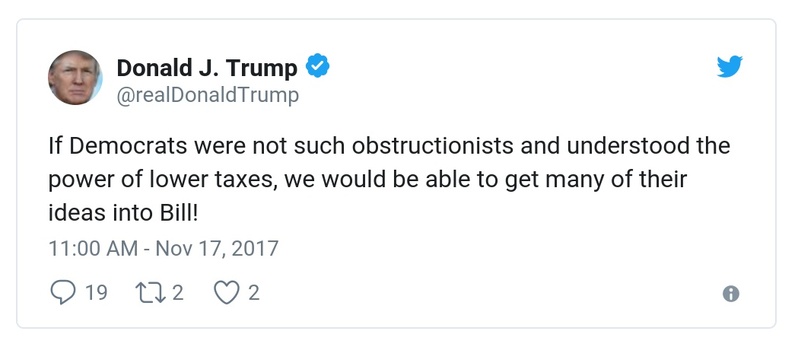 Donald J. Trump
@realDonaldTrump
If Democrats were not such obstructionists and understood the
power of lower taxes, we would be able to get many of their
ideas into Bill!
11:00 AM - Nov 17, 2017
19 2 2